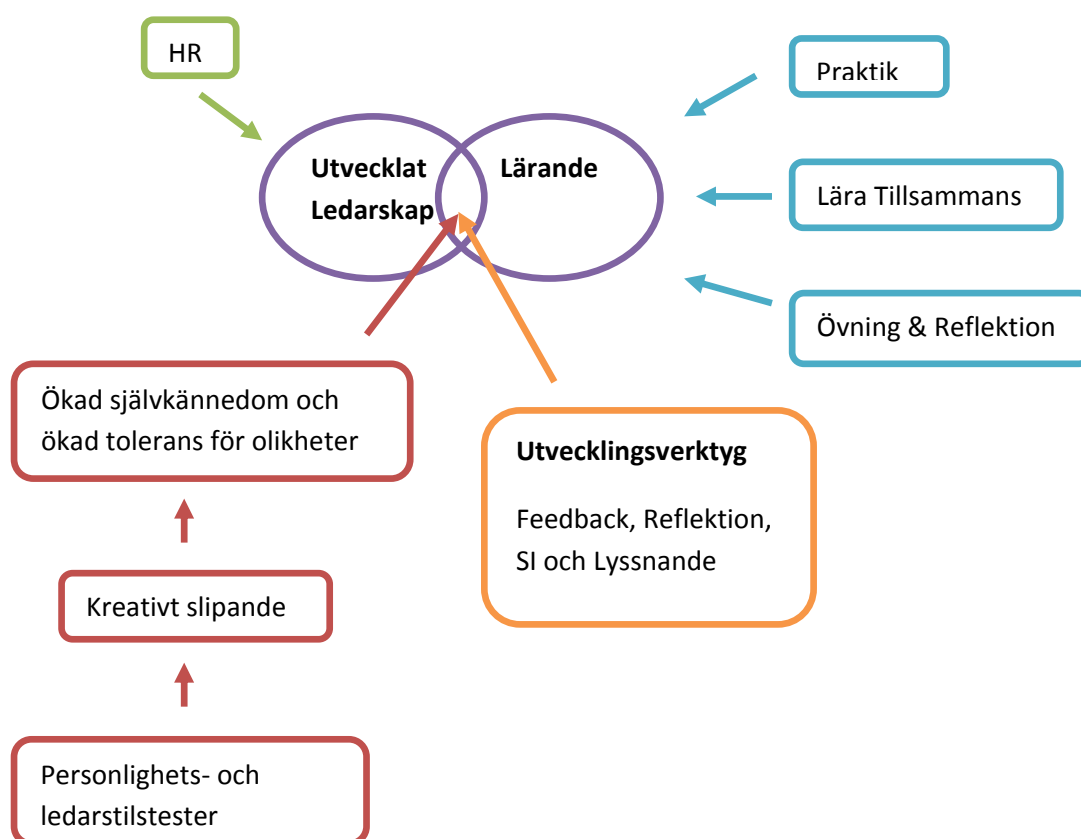 HR
Praktik
Utvecklat
Ledarskap
Lärande
Lära Tillsammans
Övning & Reflektion
Ökad självkännedom och
ökad tolerans för olikheter
Utvecklingsverktyg
Feedback, Reflektion,
SI och Lyssnande
Kreativt slipande
Personlighets- och
ledarstilstester